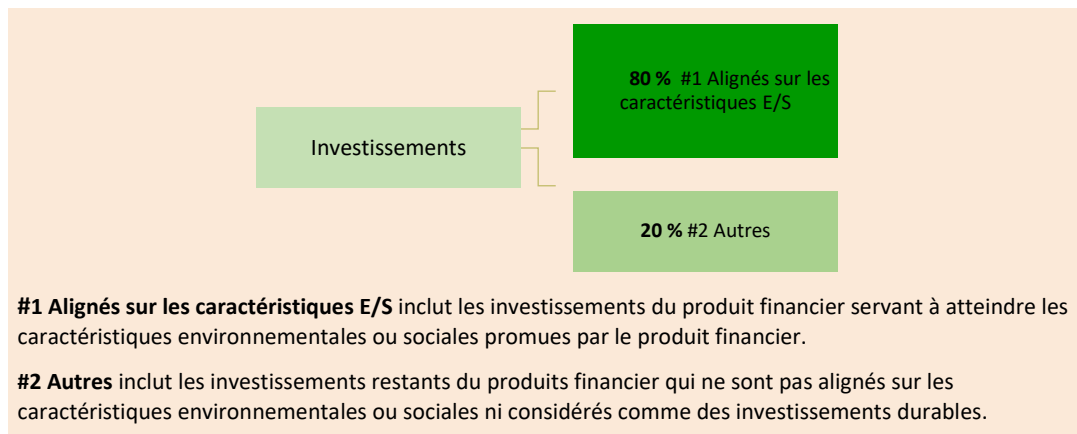 80 % #1 Alignés sur les
caractéristiques E/S
Investissements
20 % #2 Autres
#1 Alignés sur les caractéristiques E/S inclut les investissements du produit financier servant à atteindre les
caractéristiques environnementales ou sociales promues par le produit financier.
#2 Autres inclut les investissements restants du produits financier qui ne sont pas alignés sur les
caractéristiques environnementales ou sociales ni considérés comme des investissements durables.